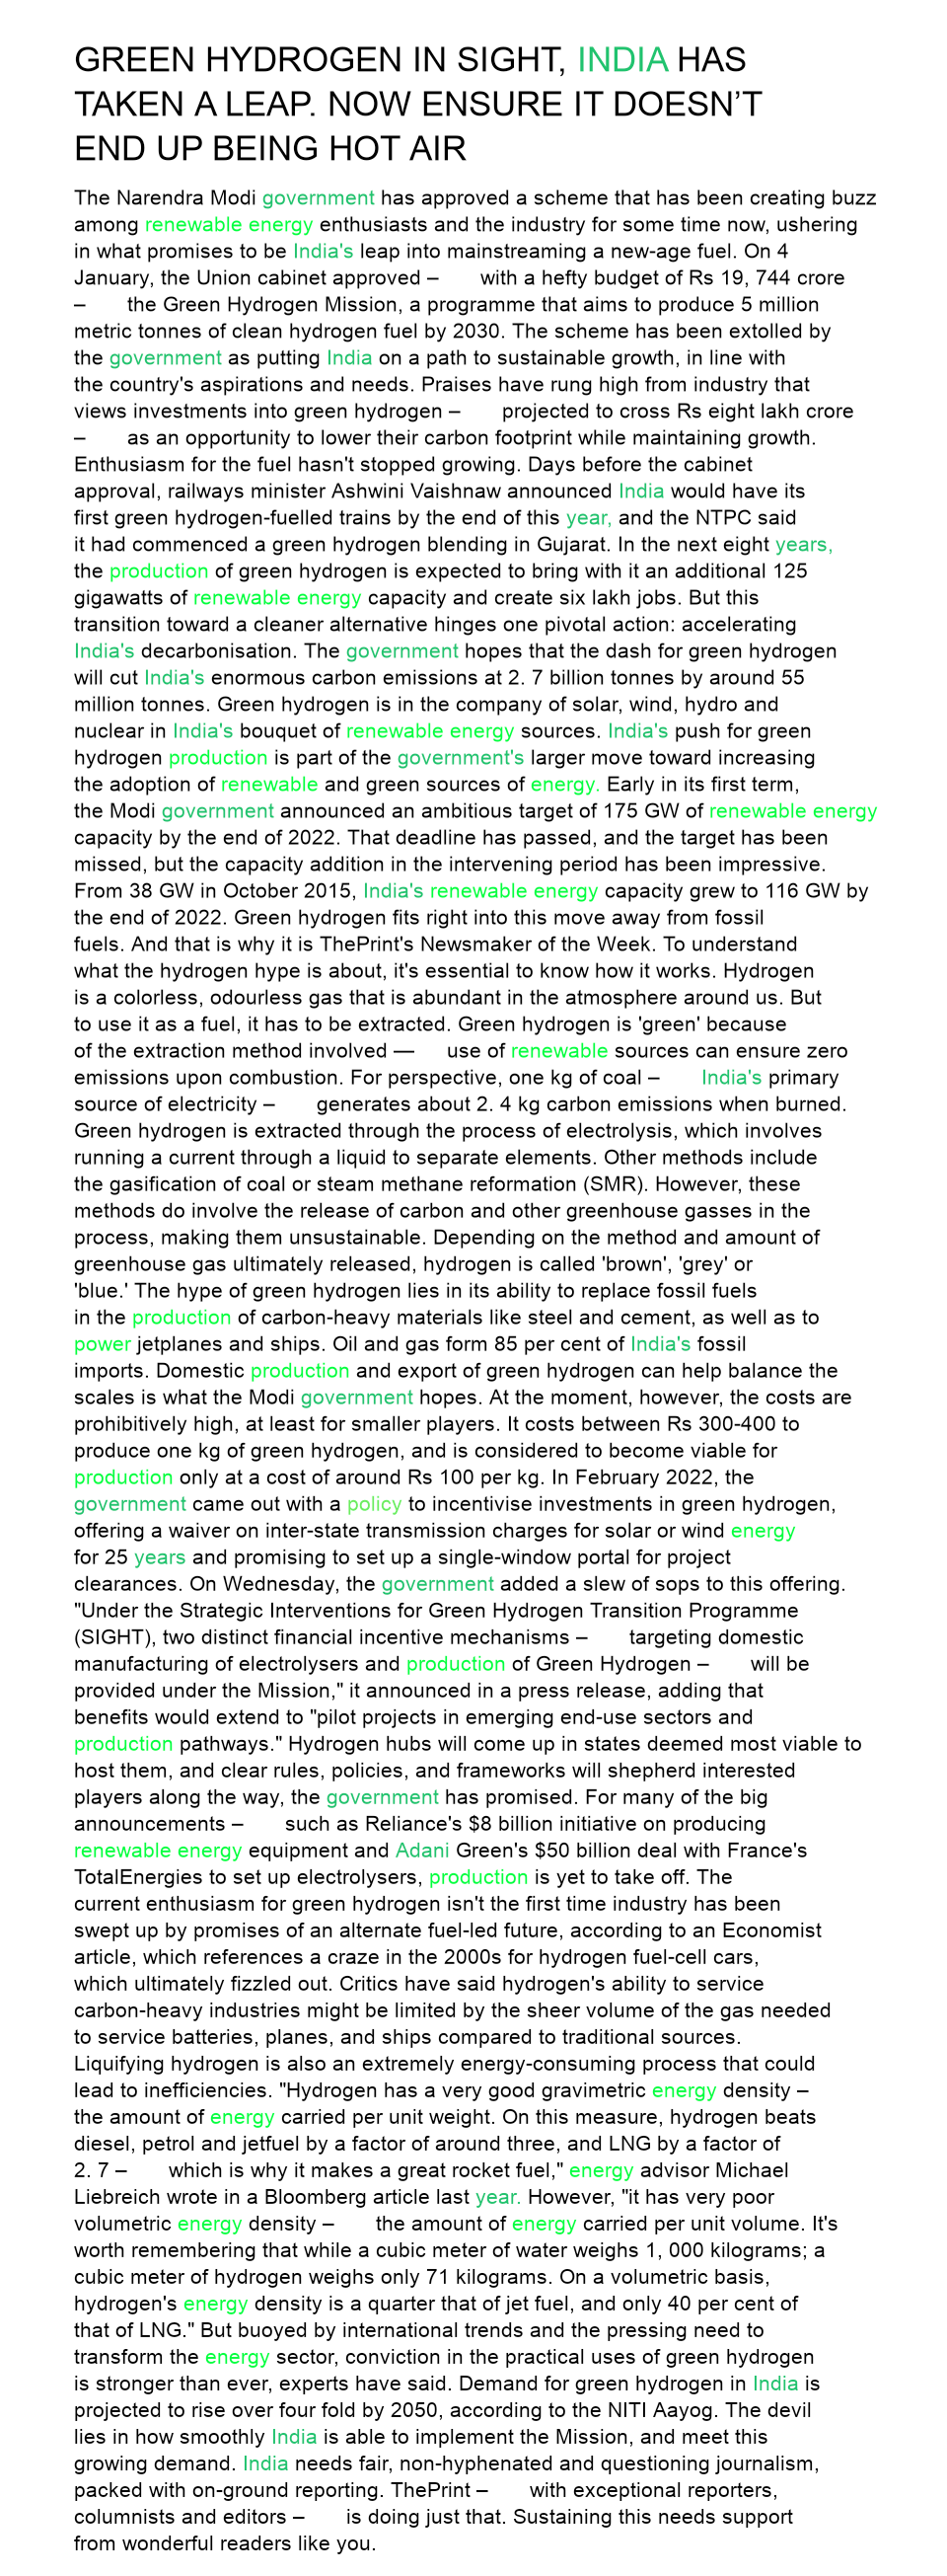 GREEN HYDROGEN IN SIGHT, INDIA HAS
TAKEN A LEAP. NOW ENSURE IT DOESN’T
END UP BEING HOT AIR
The Narendra Modi government has approved a scheme that has been creating buzz
among renewable energy enthusiasts and the industry for some time now, ushering
in what promises to be India's leap into mainstreaming a new-age fuel. On 4
January, the Union cabinet approved – with a hefty budget of Rs 19, 744 crore
– the Green Hydrogen Mission, a programme that aims to produce 5 million
metric tonnes of clean hydrogen fuel by 2030. The scheme has been extolled by
the government as putting India on a path to sustainable growth, in line with
the country's aspirations and needs. Praises have rung high from industry that
views investments into green hydrogen – projected to cross Rs eight lakh crore
– as an opportunity to lower their carbon footprint while maintaining growth.
Enthusiasm for the fuel hasn't stopped growing. Days before the cabinet
approval, railways minister Ashwini Vaishnaw announced India would have its
first green hydrogen-fuelled trains by the end of this year, and the NTPC said
it had commenced a green hydrogen blending in Gujarat. In the next eight years,
the production of green hydrogen is expected to bring with it an additional 125
gigawatts of renewable energy capacity and create six lakh jobs. But this
transition toward a cleaner alternative hinges one pivotal action: accelerating
India's decarbonisation. The government hopes that the dash for green hydrogen
will cut India's enormous carbon emissions at 2. 7 billion tonnes by around 55
million tonnes. Green hydrogen is in the company of solar, wind, hydro and
nuclear in India's bouquet of renewable energy sources. India's push for green
hydrogen production is part of the government's larger move toward increasing
the adoption of renewable and green sources of energy. Early in its first term,
the Modi government announced an ambitious target of 175 GW of renewable energy
capacity by the end of 2022. That deadline has passed, and the target has been
missed, but the capacity addition in the intervening period has been impressive.
From 38 GW in October 2015, India's renewable energy capacity grew to 116 GW by
the end of 2022. Green hydrogen fits right into this move away from fossil
fuels. And that is why it is ThePrint's Newsmaker of the Week. To understand
what the hydrogen hype is about, it's essential to know how it works. Hydrogen
is a colorless, odourless gas that is abundant in the atmosphere around us. But
to use it as a fuel, it has to be extracted. Green hydrogen is 'green' because
of the extraction method involved — use of renewable sources can ensure zero
emissions upon combustion. For perspective, one kg of coal – India's primary
source of electricity – generates about 2. 4 kg carbon emissions when burned.
Green hydrogen is extracted through the process of electrolysis, which involves
running a current through a liquid to separate elements. Other methods include
the gasification of coal or steam methane reformation (SMR). However, these
methods do involve the release of carbon and other greenhouse gasses in the
process, making them unsustainable. Depending on the method and amount of
greenhouse gas ultimately released, hydrogen is called 'brown', 'grey' or
'blue.' The hype of green hydrogen lies in its ability to replace fossil fuels
in the production of carbon-heavy materials like steel and cement, as well as to
power jetplanes and ships. Oil and gas form 85 per cent of India's fossil
imports. Domestic production and export of green hydrogen can help balance the
scales is what the Modi government hopes. At the moment, however, the costs are
prohibitively high, at least for smaller players. It costs between Rs 300-400 to
produce one kg of green hydrogen, and is considered to become viable for
production only at a cost of around Rs 100 per kg. In February 2022, the
government came out with a policy to incentivise investments in green hydrogen,
offering a waiver on inter-state transmission charges for solar or wind energy
for 25 years and promising to set up a single-window portal for project
clearances. On Wednesday, the government added a slew of sops to this offering.
"Under the Strategic Interventions for Green Hydrogen Transition Programme
(SIGHT), two distinct financial incentive mechanisms – targeting domestic
manufacturing of electrolysers and production of Green Hydrogen – will be
provided under the Mission," it announced in a press release, adding that
benefits would extend to "pilot projects in emerging end-use sectors and
production pathways." Hydrogen hubs will come up in states deemed most viable to
host them, and clear rules, policies, and frameworks will shepherd interested
players along the way, the government has promised. For many of the big
announcements – such as Reliance's $8 billion initiative on producing
renewable energy equipment and Adani Green's $50 billion deal with France's
TotalEnergies to set up electrolysers, production is yet to take off. The
current enthusiasm for green hydrogen isn't the first time industry has been
swept up by promises of an alternate fuel-led future, according to an Economist
article, which references a craze in the 2000s for hydrogen fuel-cell cars,
which ultimately fizzled out. Critics have said hydrogen's ability to service
carbon-heavy industries might be limited by the sheer volume of the gas needed
to service batteries, planes, and ships compared to traditional sources.
Liquifying hydrogen is also an extremely energy-consuming process that could
lead to inefficiencies. "Hydrogen has a very good gravimetric energy density –
the amount of energy carried per unit weight. On this measure, hydrogen beats
diesel, petrol and jetfuel by a factor of around three, and LNG by a factor of
2. 7 – which is why it makes a great rocket fuel," energy advisor Michael
Liebreich wrote in a Bloomberg article last year. However, "it has very poor
volumetric energy density – the amount of energy carried per unit volume. It's
worth remembering that while a cubic meter of water weighs 1, 000 kilograms; a
cubic meter of hydrogen weighs only 71 kilograms. On a volumetric basis,
hydrogen's energy density is a quarter that of jet fuel, and only 40 per cent of
that of LNG." But buoyed by international trends and the pressing need to
transform the energy sector, conviction in the practical uses of green hydrogen
is stronger than ever, experts have said. Demand for green hydrogen in India is
projected to rise over four fold by 2050, according to the NITI Aayog. The devil
lies in how smoothly India is able to implement the Mission, and meet this
growing demand. India needs fair, non-hyphenated and questioning journalism,
packed with on-ground reporting. ThePrint – with exceptional reporters,
columnists and editors – is doing just that. Sustaining this needs support
from wonderful readers like you.